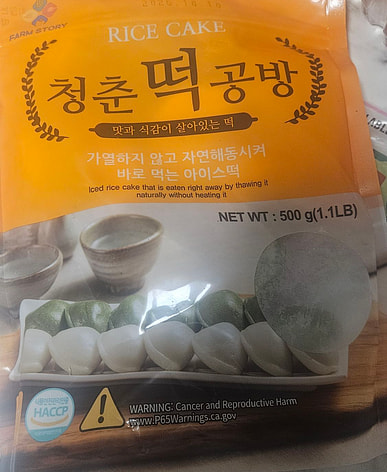 FARM STORY
RICE CAKE
청춘떡공방
맛과 식감이 살아있는 떡
가열하지 않고 자연해동시켜
바로 먹는 아이스떡
Iced rice cake that is eaten right away by thawing it
naturally without heating it
NET WT : 500 g(1.1LB)
HACCP
WARNING: Cancer and Reproductive Harm
www.P65Warnings.ca.gov